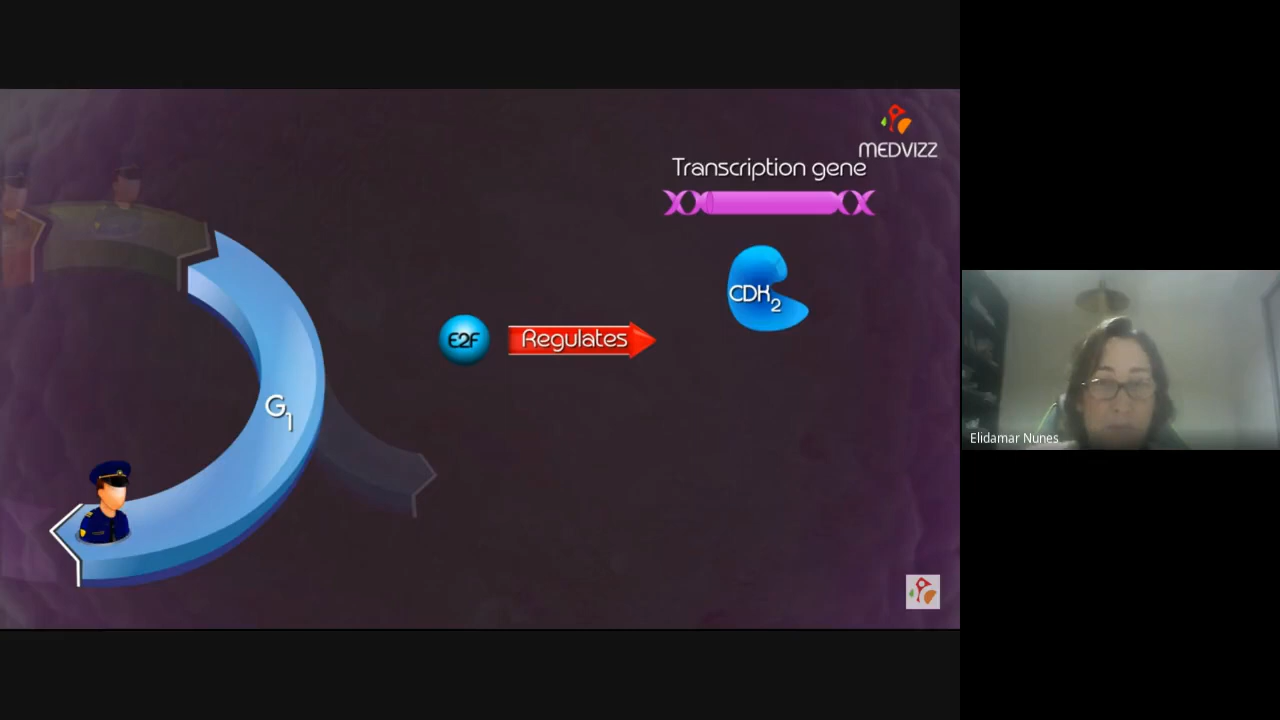 MEDVIZZ
Transcription gene
CDK2
E2F
Regulates
G1
Elidamar Nunes